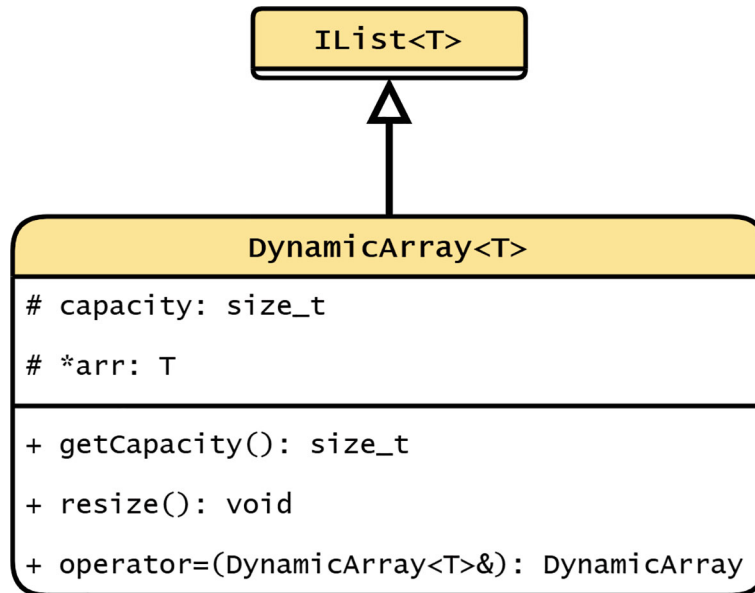 IList<T>
DynamicArray<T>
# capacity: size_t
# *arr: T
+ getCapacity(): size_t
+ resize(): void
+ operator=(DynamicArray<T>&): DynamicArray